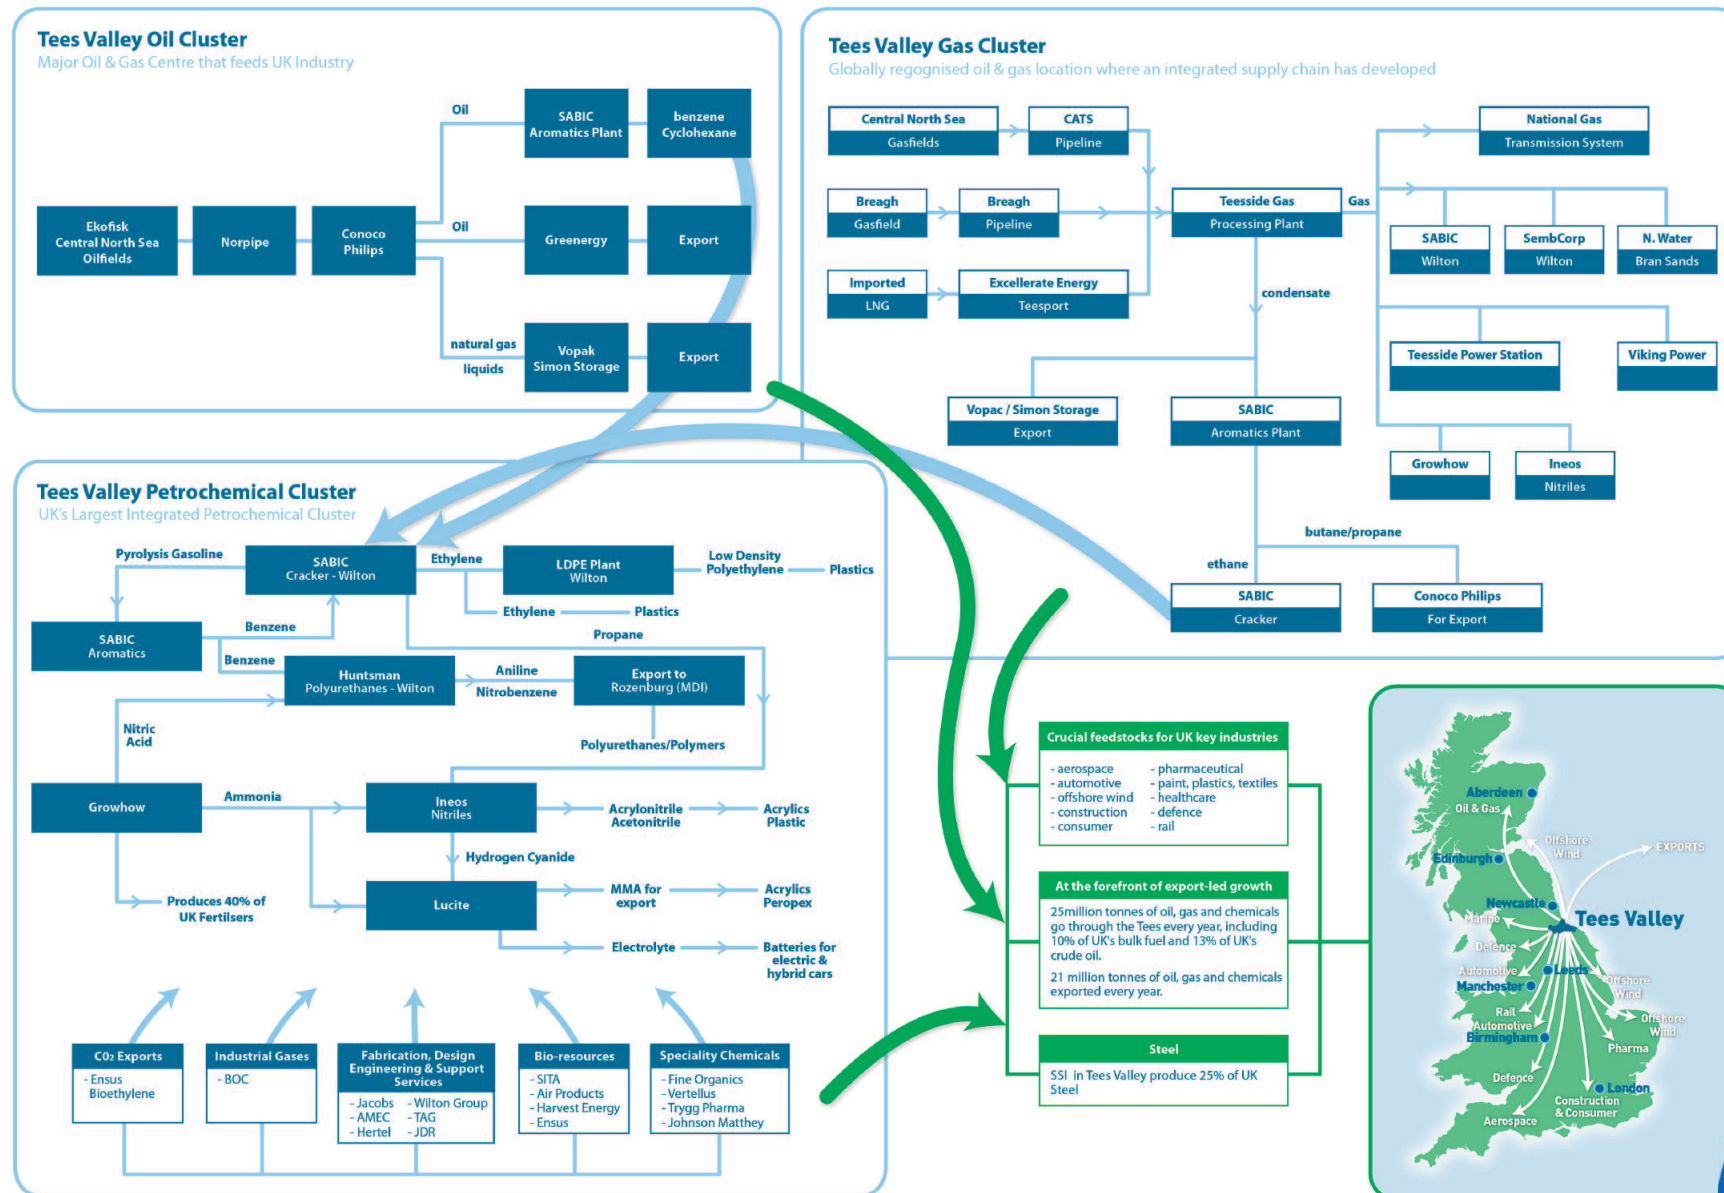 Tees Valley Oil Cluster
Major Oil & Gas Centre that feeds UK Industry
Oil
SABIC
Aromatics Plant
benzene
Cyclohexane
Ekofisk
Central North Sea
Oilfields
Norpipe
Conoco
Philips
Oil
Greenergy
Export
natural gas
liquids
Vopak
Simon Storage
Export
Tees Valley Gas Cluster
Globally regognised oil & gas location where an integrated supply chain has developed
Central North Sea
Gasfields
CATS
Pipeline
National Gas
Transmission System
Breagh
Gasfield
Breagh
Pipeline
Teesside Gas
Processing Plant
Gas
SABIC
Wilton
SembCorp
Wilton
N. Water
Bran Sands
Imported
LNG
Excellerate Energy
Teesport
condensate
Teesside Power Station
Viking Power
Vopac / Simon Storage
Export
SABIC
Aromatics Plant
Growhow
Ineos
Nitriles
butane/propane
ethane
SABIC
Cracker
Conoco Philips
For Export
Tees Valley Petrochemical Cluster
UK's Largest Integrated Petrochemical Cluster
Pyrolysis Gasoline
SABIC
Cracker - Wilton
Ethylene
LDPE Plant
Wilton
Low Density
Polyethylene
Plastics
Ethylene
Plastics
SABIC
Aromatics
Benzene
Propane
Benzene
Huntsman
Polyurethanes - Wilton
Aniline
Nitrobenzene
Export to
Rozenburg (MDI)
Nitric
Acid
Polyurethanes/Polymers
Growhow
Ammonia
Ineos
Nitriles
Acrylonitrile
Acetonitrile
Acrylics
Plastic
Hydrogen Cyanide
Produces 40% of
UK Fertilsers
Lucite
MMA for
export
Acrylics
Peropex
Electrolyte
Batteries for
electric &
hybrid cars
CO2 Exports
- Ensus
Bioethylene
Industrial Gases
- BOC
Fabrication, Design
Engineering & Support
Services
- Jacobs
- AMEC
- Hertel
- Wilton Group
- TAG
- JDR
Bio-resources
- SITA
- Air Products
- Harvest Energy
- Ensus
Speciality Chemicals
- Fine Organics
- Vertellus
- Trygg Pharma
- Johnson Matthey
Crucial feedstocks for UK key industries
- aerospace
- automotive
- offshore wind
- construction
- consumer
- pharmaceutical
- paint, plastics, textiles
- healthcare
- defence
- rail
At the forefront of export-led growth
25million tonnes of oil, gas and chemicals
go through the Tees every year, including
10% of UK's bulk fuel and 13% of UK's
crude oil.
21 million tonnes of oil, gas and chemicals
exported every year.
Steel
SSI in Tees Valley produce 25% of UK
Steel
Aberdeen
Oil & Gas
Offshore
Wind
EXPORTS
Edinburgh
Newcastle
Marine
Tees Valley
Defence
Automotive
Leeds
Manchester
Offshore
Wind
Rail
Automotive
Offshore
Wind
Birmingham
Pharma
Defence
London
Construction
& Consumer
Aerospace